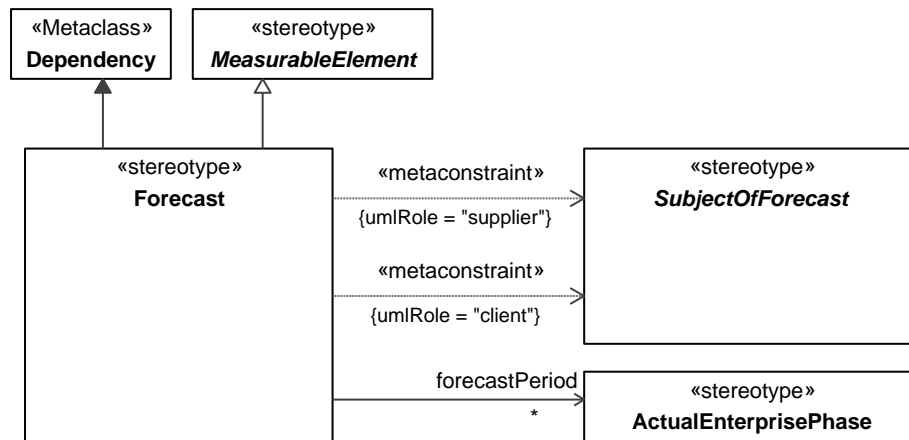 «Metaclass»
Dependency
«stereotype»
MeasurableElement
«stereotype»
Forecast
«metaconstraint»
{umlRole = "supplier"}
«metaconstraint»
{umlRole = "client"}
forecastPeriod
*
«stereotype»
SubjectOfForecast
«stereotype»
ActualEnterprisePhase